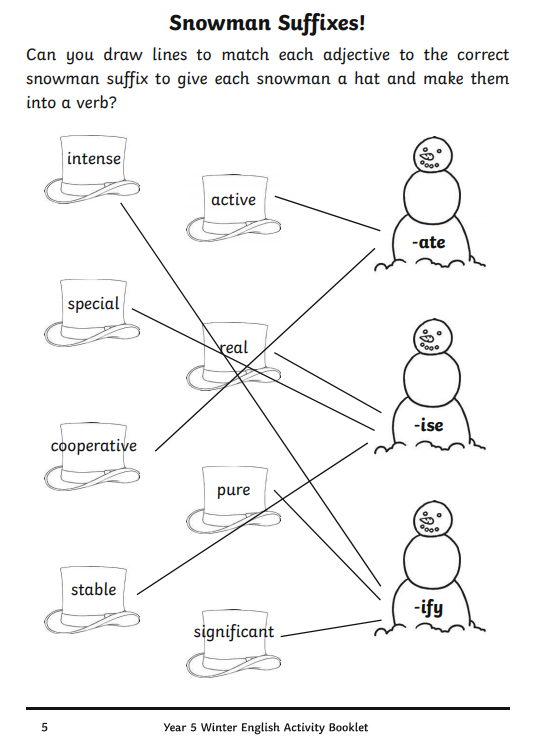 Snowman Suffixes!
Can you draw lines to match each adjective to the correct
snowman suffix to give each snowman a hat and make them
into a verb?
intense
active
-ate
special
real
-ise
cooperative
pure
stable
-ify
significant
5
Year 5 Winter English Activity Booklet